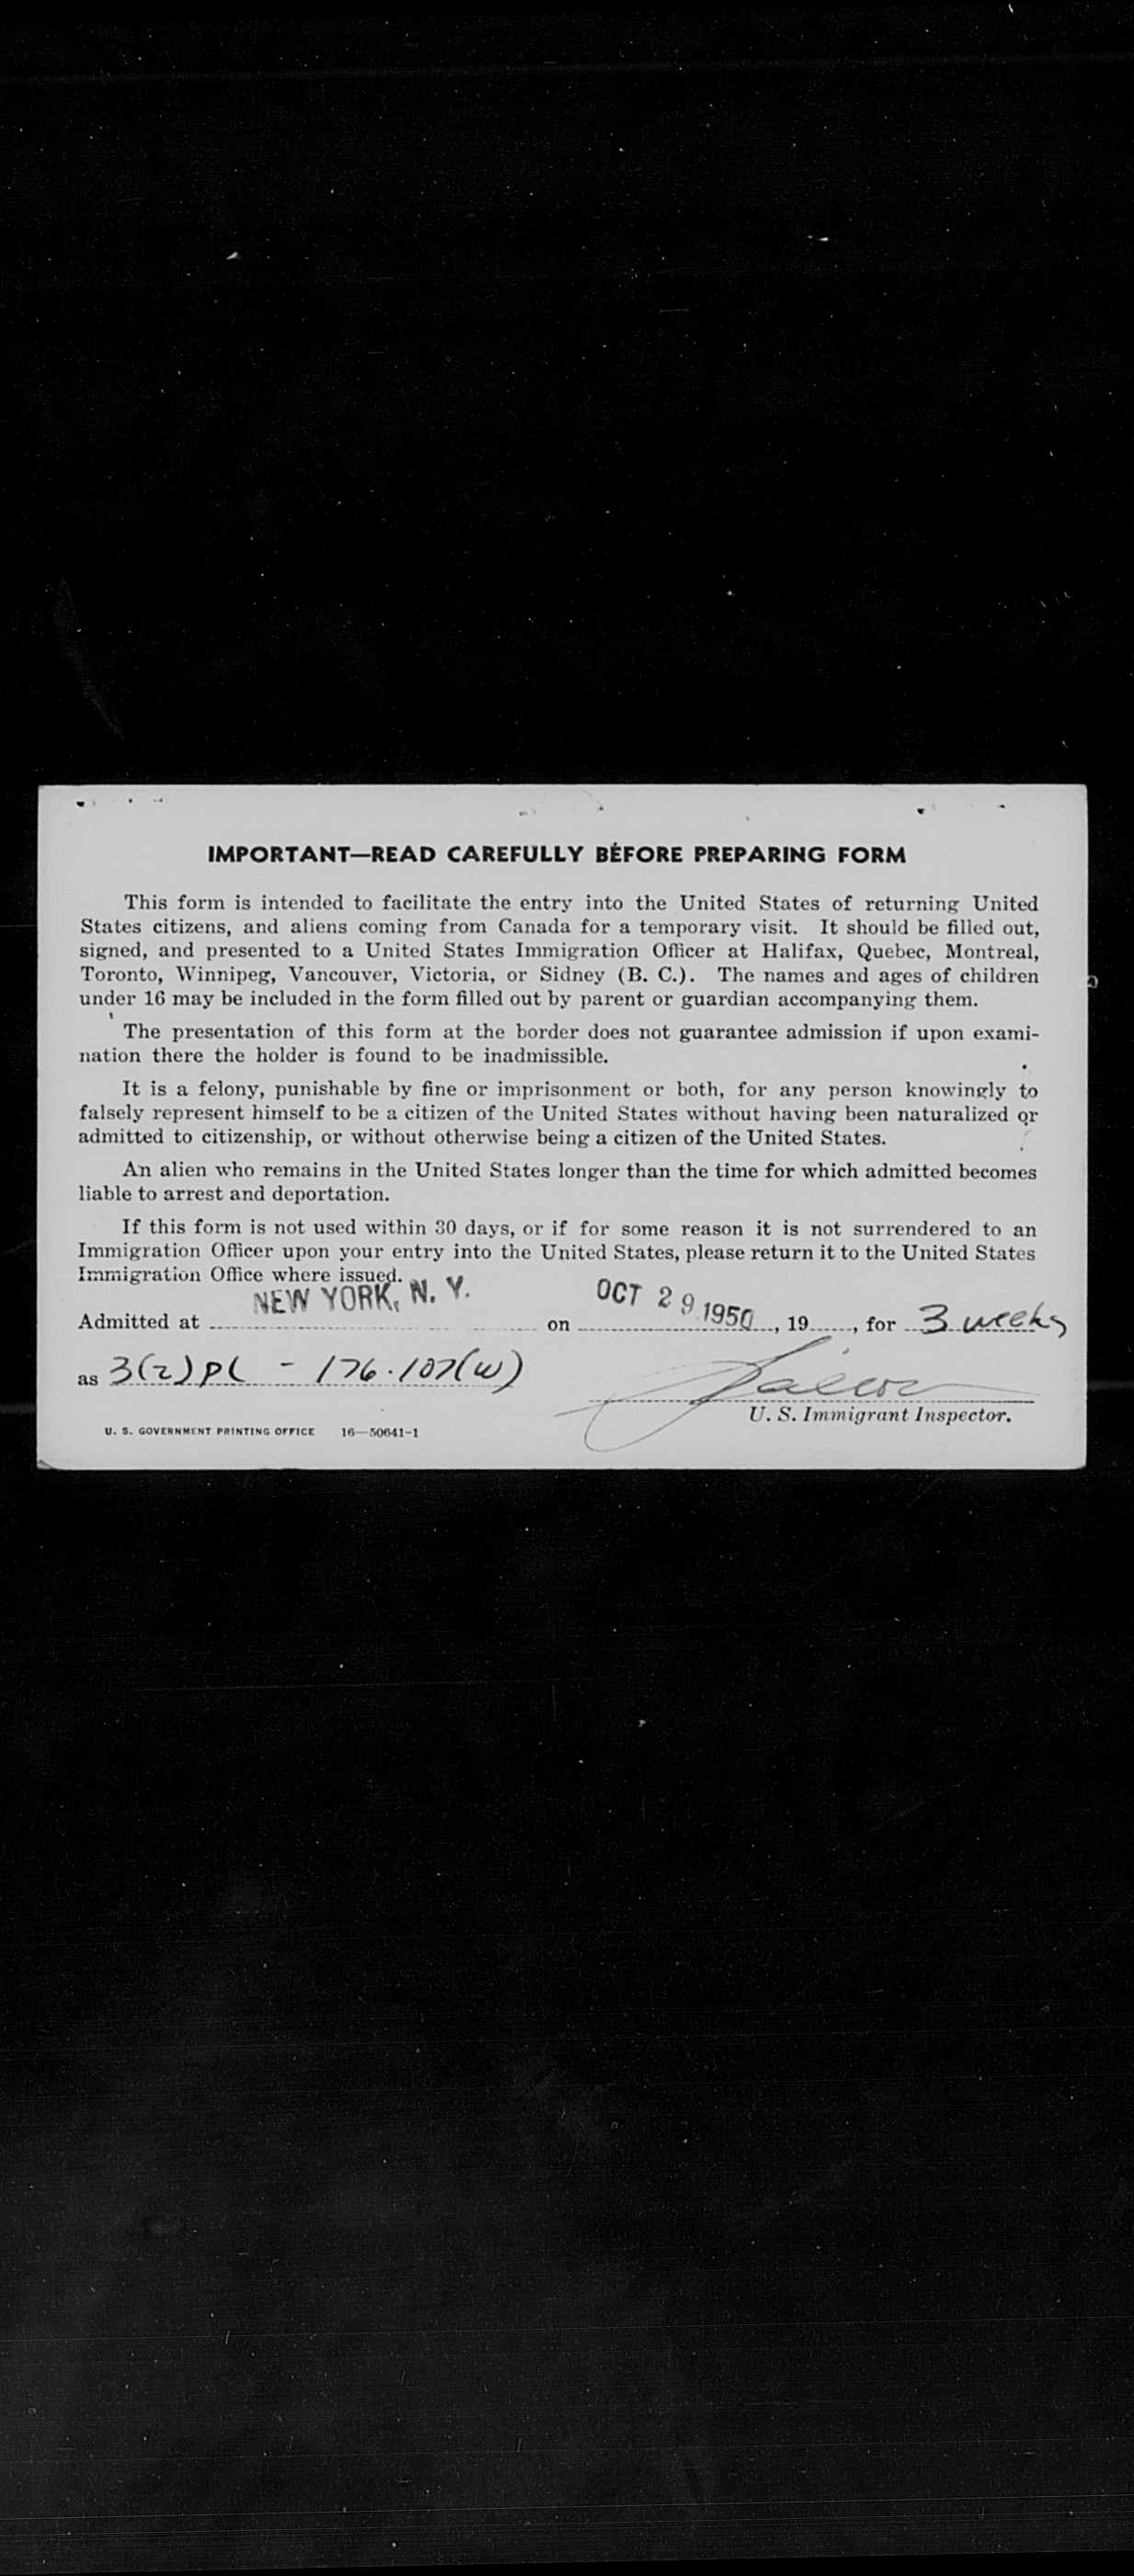 IMPORTANT—READ CAREFULLY BEFORE PREPARING FORM
This form is intended to facilitate the entry into the United States of returning United
States citizens, and aliens coming from Canada for a temporary visit. It should be filled out,
signed, and presented to a United States Immigration Officer at Halifax, Quebec, Montreal,
Toronto, Winnipeg, Vancouver, Victoria, or Sidney (B. C.). The names and ages of children
under 16 may be included in the form filled out by parent or guardian accompanying them.
The presentation of this form at the border does not guarantee admission if upon exami-
nation there the holder is found to be inadmissible.
It is a felony, punishable by fine or imprisonment or both, for any person knowingly to
falsely represent himself to be a citizen of the United States without having been naturalized or
admitted to citizenship, or without otherwise being a citizen of the United States.
An alien who remains in the United States longer than the time for which admitted becomes
liable to arrest and deportation.
If this form is not used within 30 days, or if for some reason it is not surrendered to an
Immigration Officer upon your entry into the United States, please return it to the United States
Immigration Office where issued.
Admitted at NEW YORK, N. Y. on OCT 29 1950, 19......, for 3 weeks
as 3(2) PL - 176.107(w)
U. S. Immigrant Inspector.
U. S. GOVERNMENT PRINTING OFFICE 16—50641-1